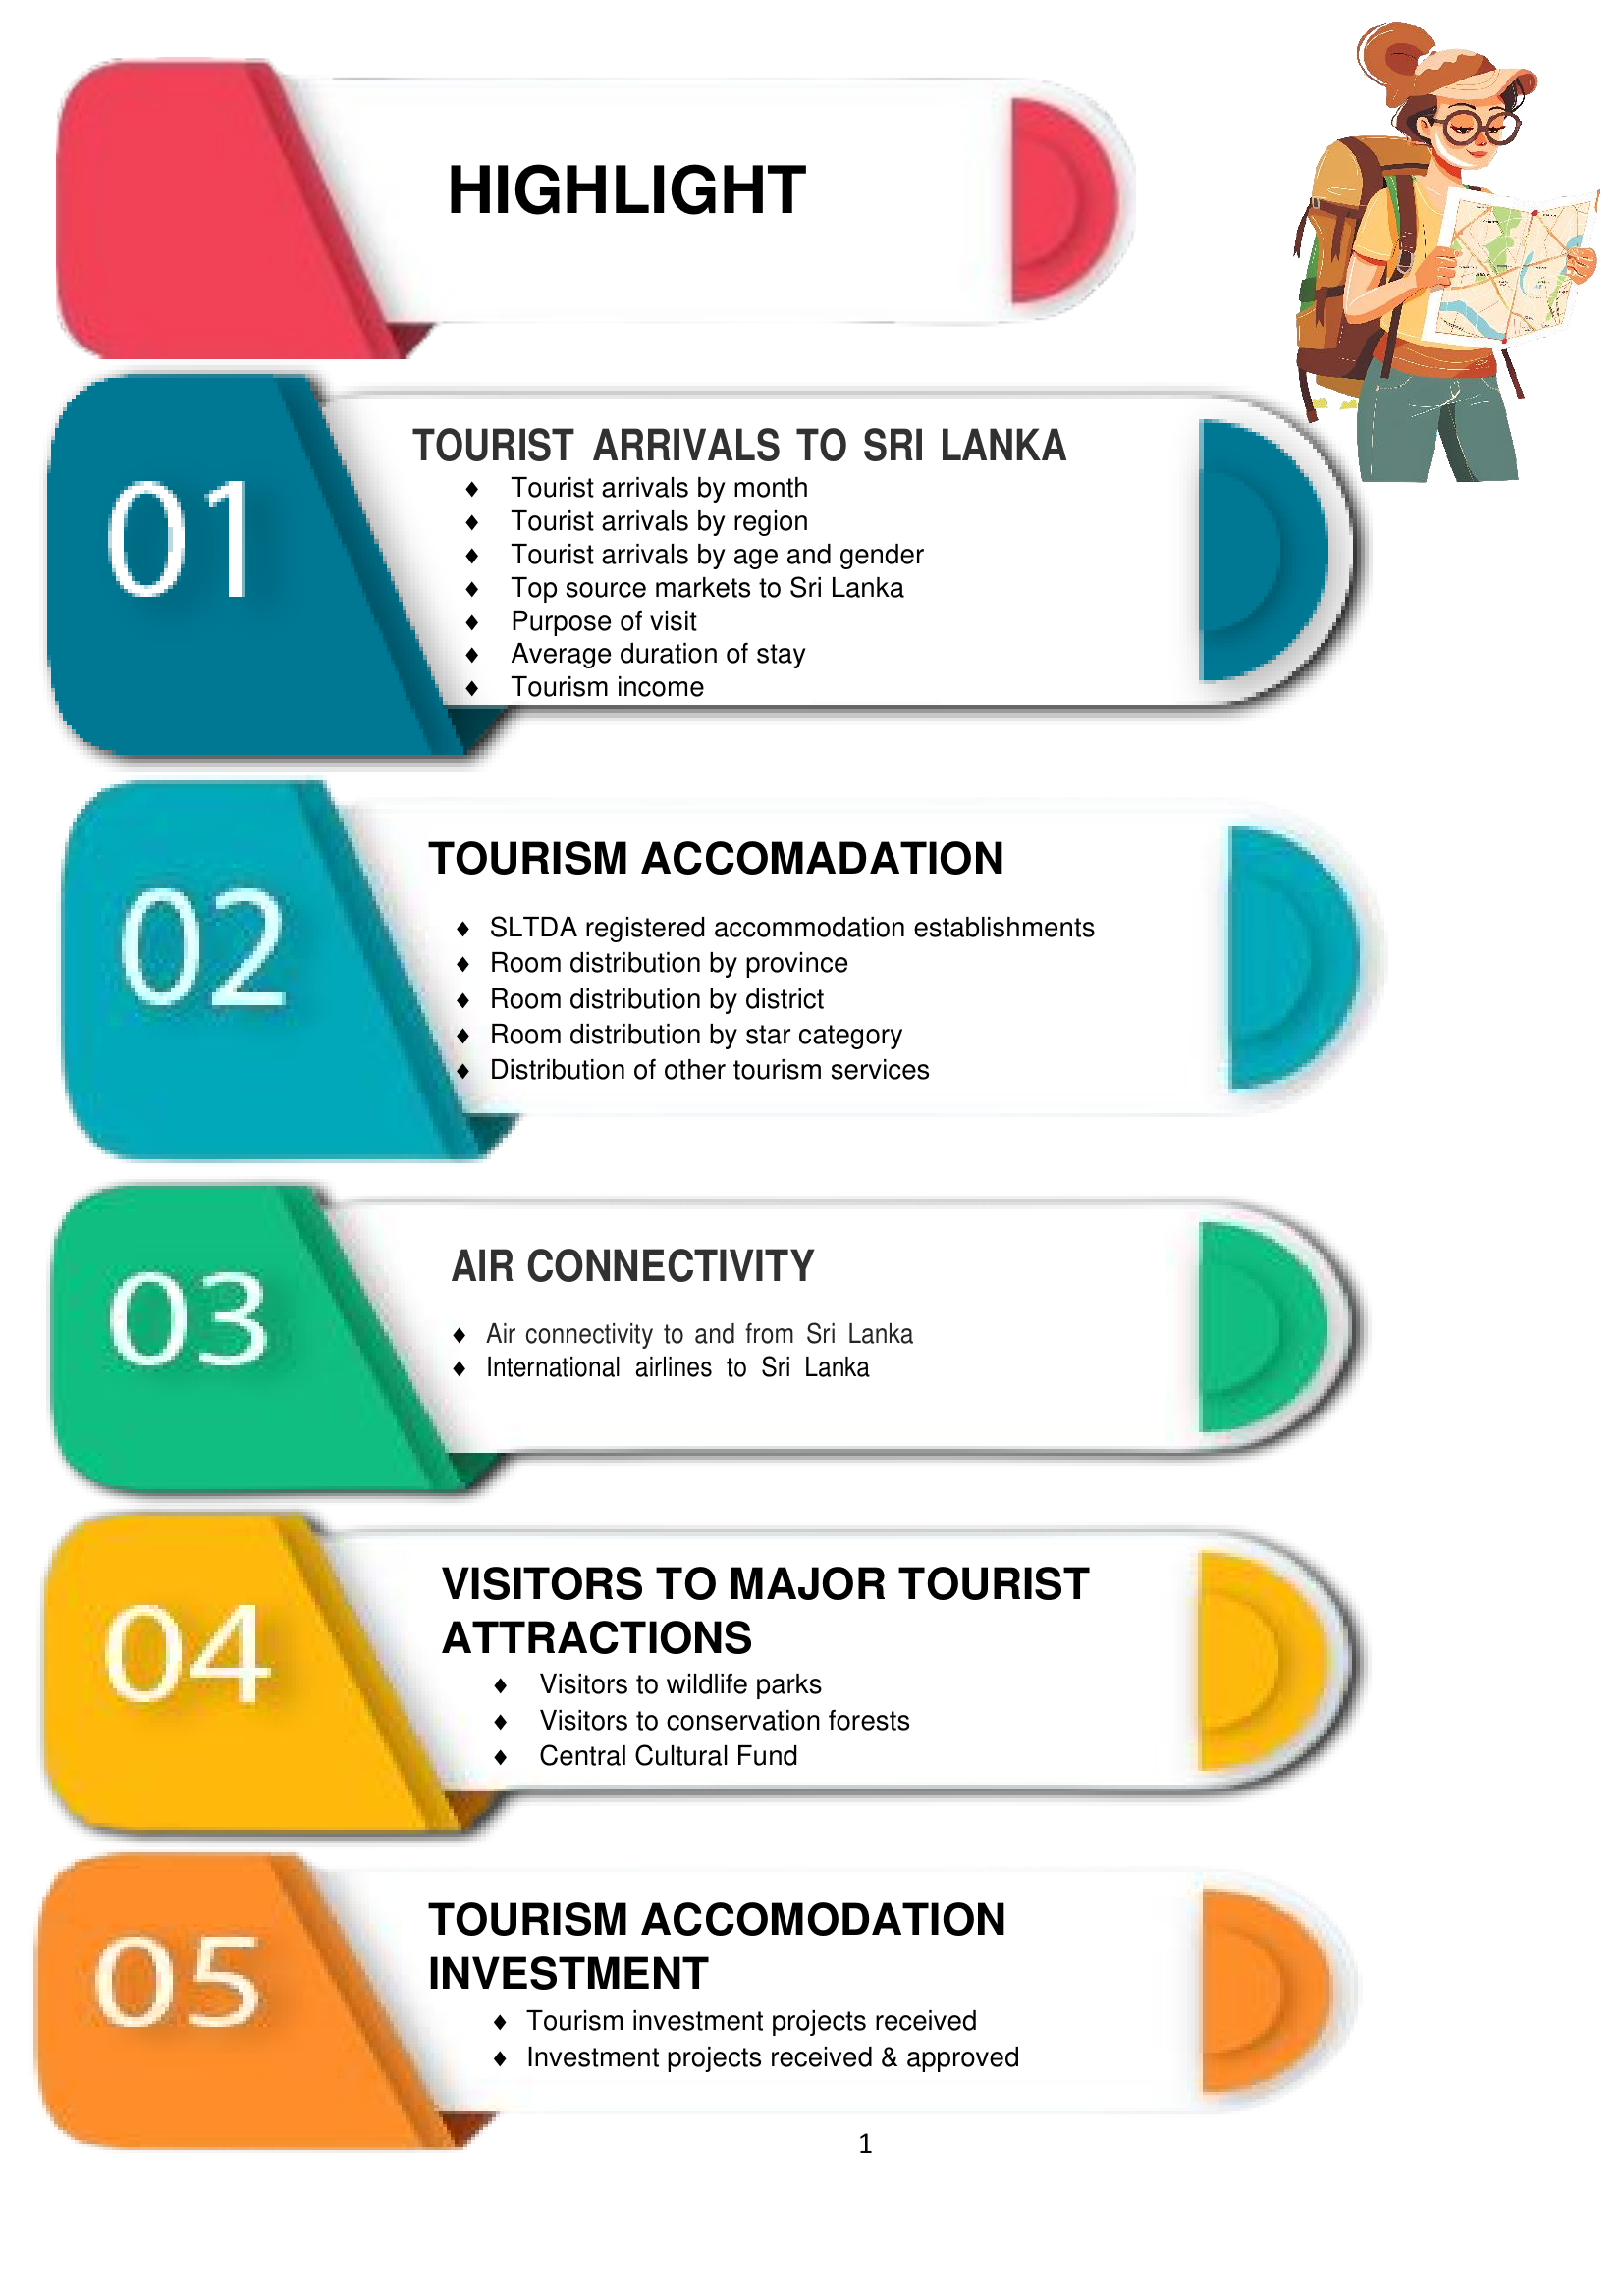 HIGHLIGHT
01
TOURIST ARRIVALS TO SRI LANKA
♦ Tourist arrivals by month
♦ Tourist arrivals by region
♦ Tourist arrivals by age and gender
♦ Top source markets to Sri Lanka
♦ Purpose of visit
♦ Average duration of stay
♦ Tourism income
02
TOURISM ACCOMADATION
♦ SLTDA registered accommodation establishments
♦ Room distribution by province
♦ Room distribution by district
♦ Room distribution by star category
♦ Distribution of other tourism services
03
AIR CONNECTIVITY
♦ Air connectivity to and from Sri Lanka
♦ International airlines to Sri Lanka
04
VISITORS TO MAJOR TOURIST
ATTRACTIONS
♦ Visitors to wildlife parks
♦ Visitors to conservation forests
♦ Central Cultural Fund
05
TOURISM ACCOMODATION
INVESTMENT
♦ Tourism investment projects received
♦ Investment projects received & approved
1